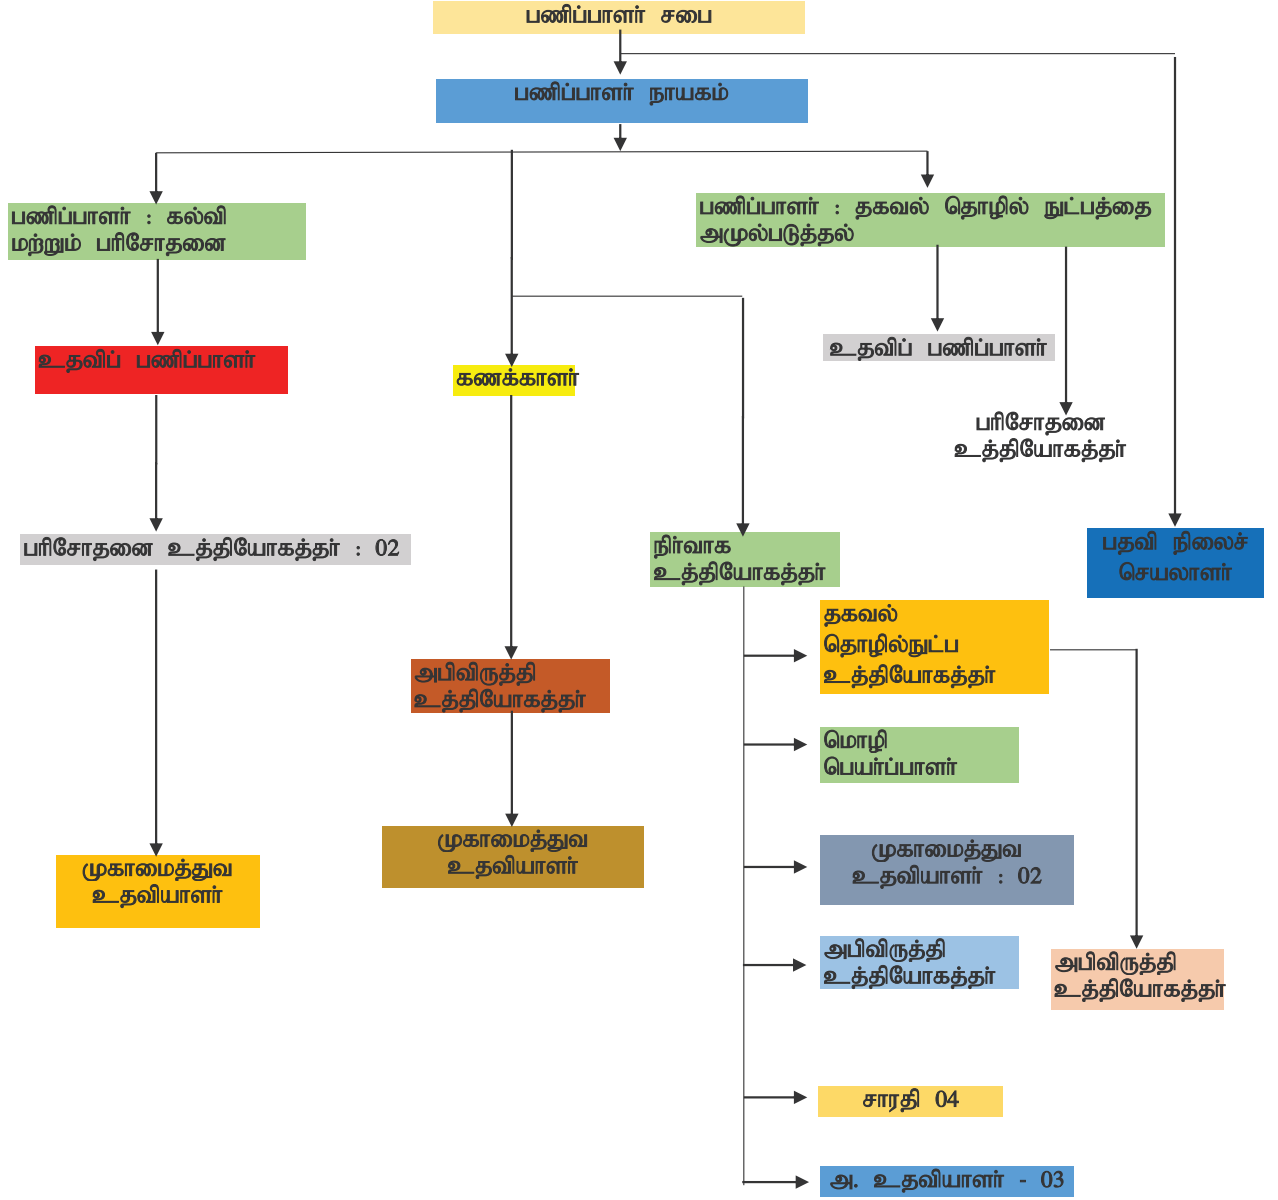 பணிப்பாளர் சபை
பணிப்பாளர் நாயகம்
பணிப்பாளர் : கல்வி
மற்றும் பரிசோதனை
பணிப்பாளர் : தகவல் தொழில் நுட்பத்தை
அமுல்படுத்தல்
உதவிப் பணிப்பாளர்
உதவிப் பணிப்பாளர்
கணக்காளர்
பரிசோதனை
உத்தியோகத்தர்
பரிசோதனை உத்தியோகத்தர் : 02
நிர்வாக
உத்தியோகத்தர்
பதவி நிலைச்
செயலாளர்
தகவல்
தொழில்நுட்ப
உத்தியோகத்தர்
அபிவிருத்தி
உத்தியோகத்தர்
மொழி
பெயர்ப்பாளர்
முகாமைத்துவ
உதவியாளர்
முகாமைத்துவ
உதவியாளர்
முகாமைத்துவ
உதவியாளர் : 02
அபிவிருத்தி
உத்தியோகத்தர்
அபிவிருத்தி
உத்தியோகத்தர்
சாரதி 04
அ. உதவியாளர் - 03